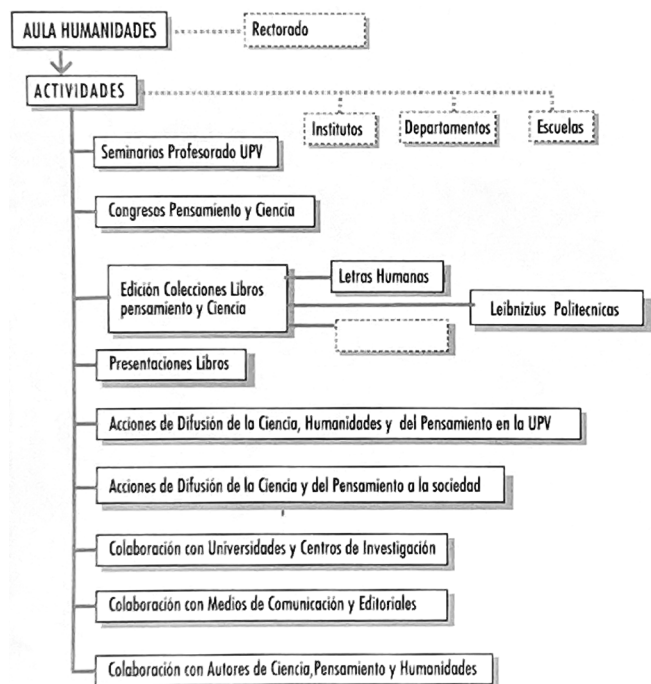 AULA HUMANIDADES
Rectorado
ACTIVIDADES
Institutos
Departamentos
Escuelas
Seminarios Profesorado UPV
Congresos Pensamiento y Ciencia
Edición Colecciones Libros
pensamiento y Ciencia
Letras Humanas
Leibnizius Politecnicas
Presentaciones Libros
Acciones de Difusión de la Ciencia, Humanidades y del Pensamiento en la UPV
Acciones de Difusión de la Ciencia y del Pensamiento a la sociedad
Colaboración con Universidades y Centros de Investigación
Colaboración con Medios de Comunicación y Editoriales
Colaboración con Autores de Ciencia,Pensamiento y Humanidades